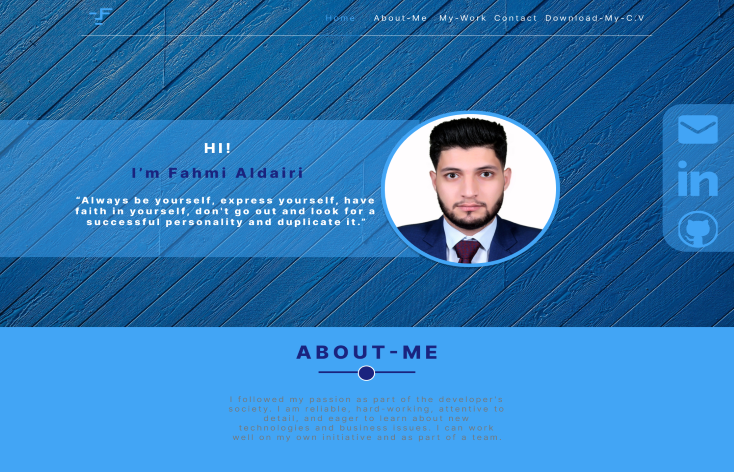 Home About-Me My-Work Contact Download-My-C.V
HI!
I'm Fahmi Aldairi
"Always be yourself, express yourself, have
faith in yourself, don't go out and look for a
successful personality and duplicate it."
in
ABOUT-ME
I followed my passion as part of the developer's
society. I am reliable, hard-working, attentive to
detail, and eager to learn about new
technologies and business issues. I can work
well on my own initiative and as part of a team.